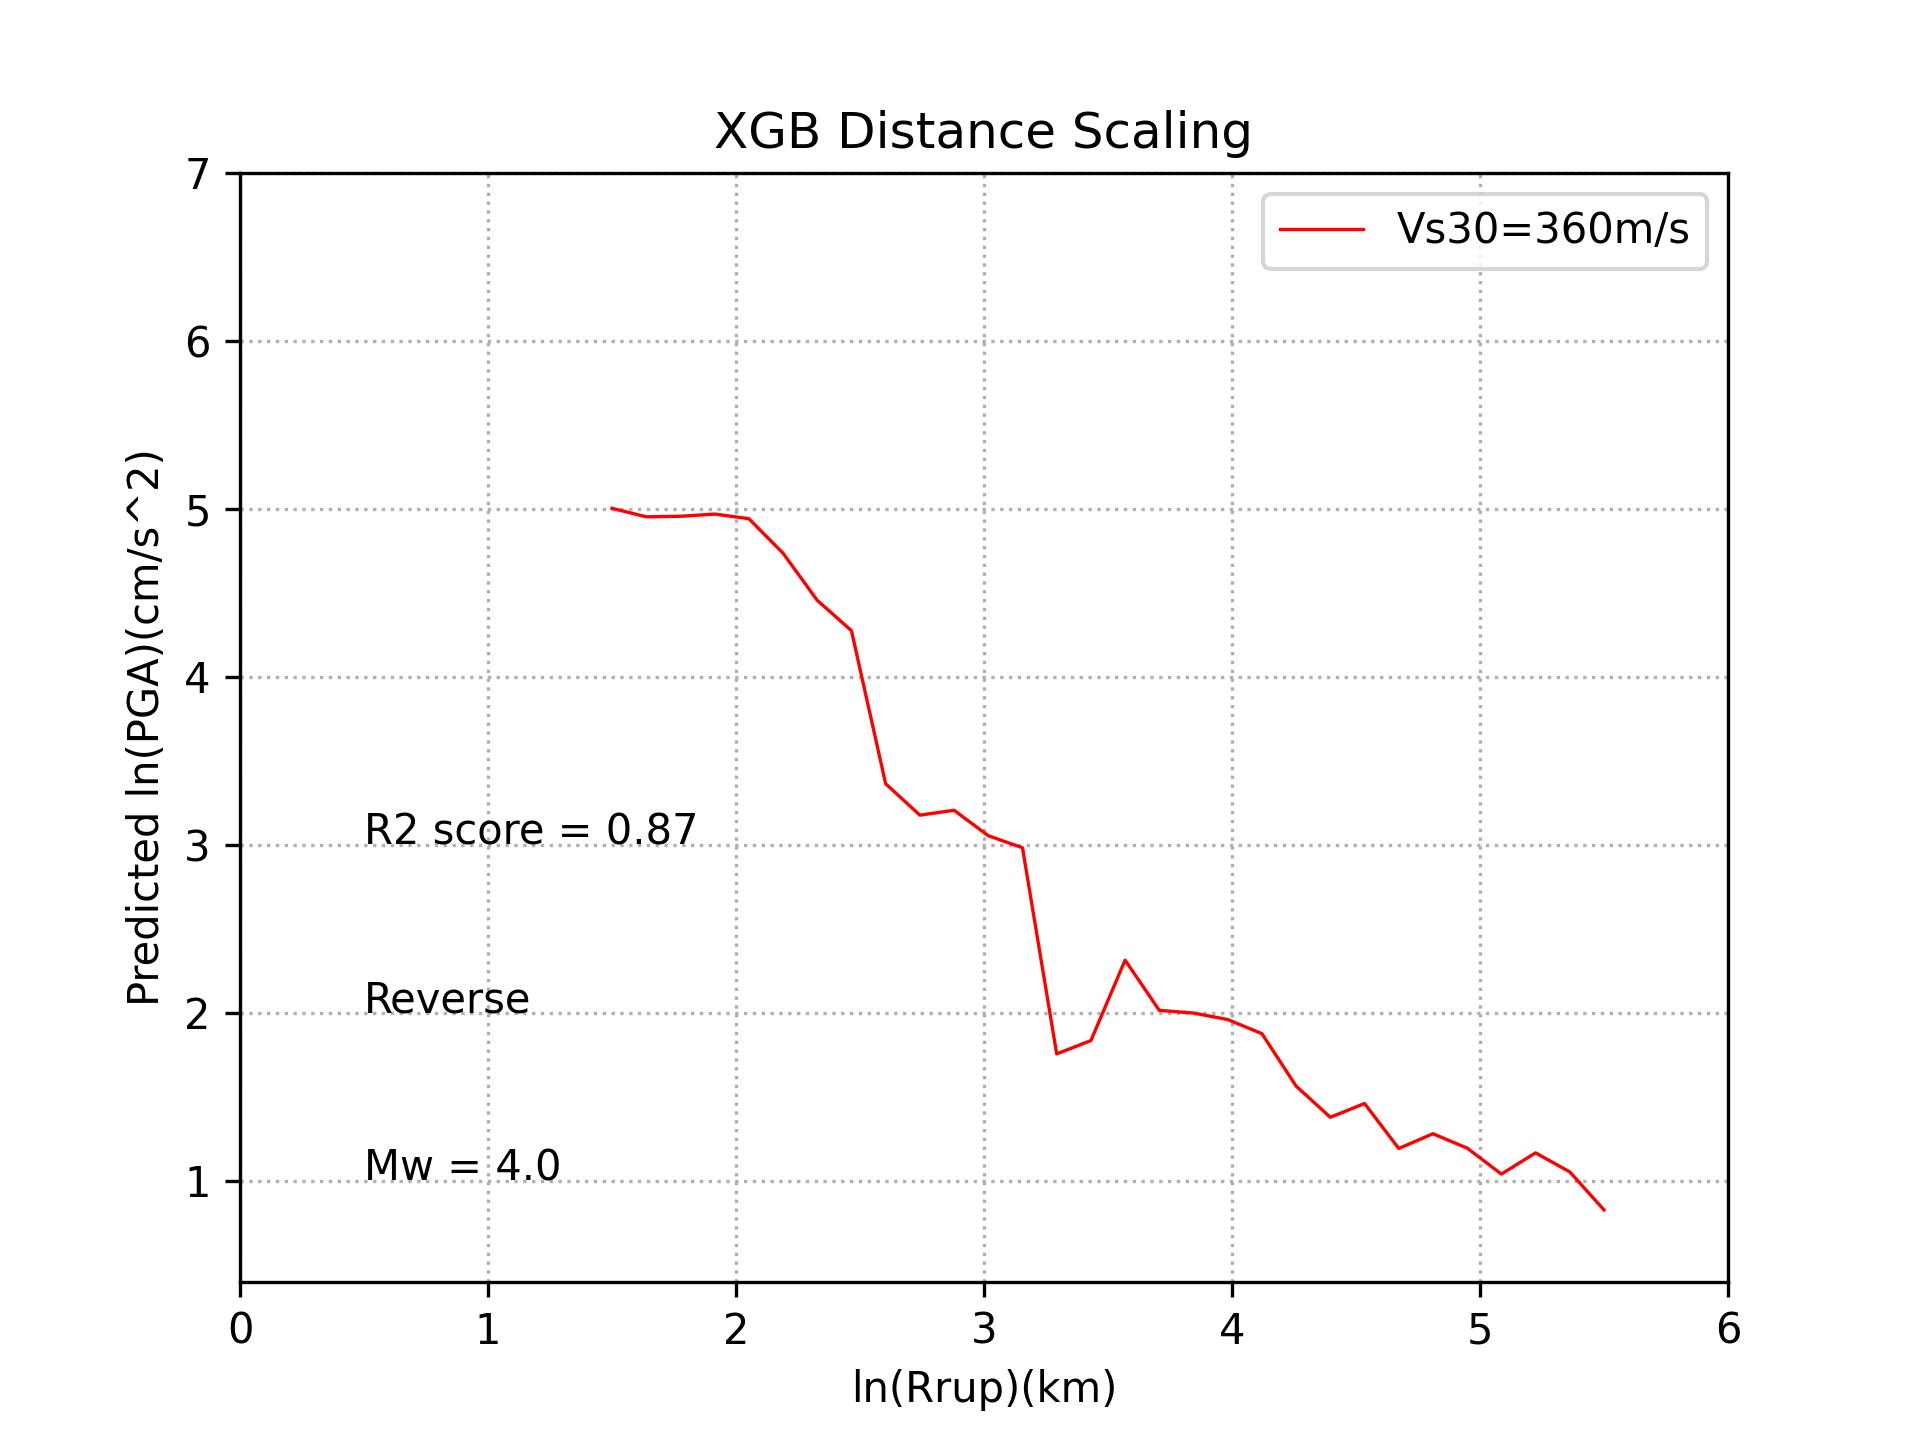 XGB Distance Scaling
Vs30=360m/s
7
6
5
4
3
2
1
Predicted ln(PGA)(cm/s^2)
R2 score = 0.87
Reverse
Mw = 4.0
0 1 2 3 4 5 6
ln(Rrup)(km)